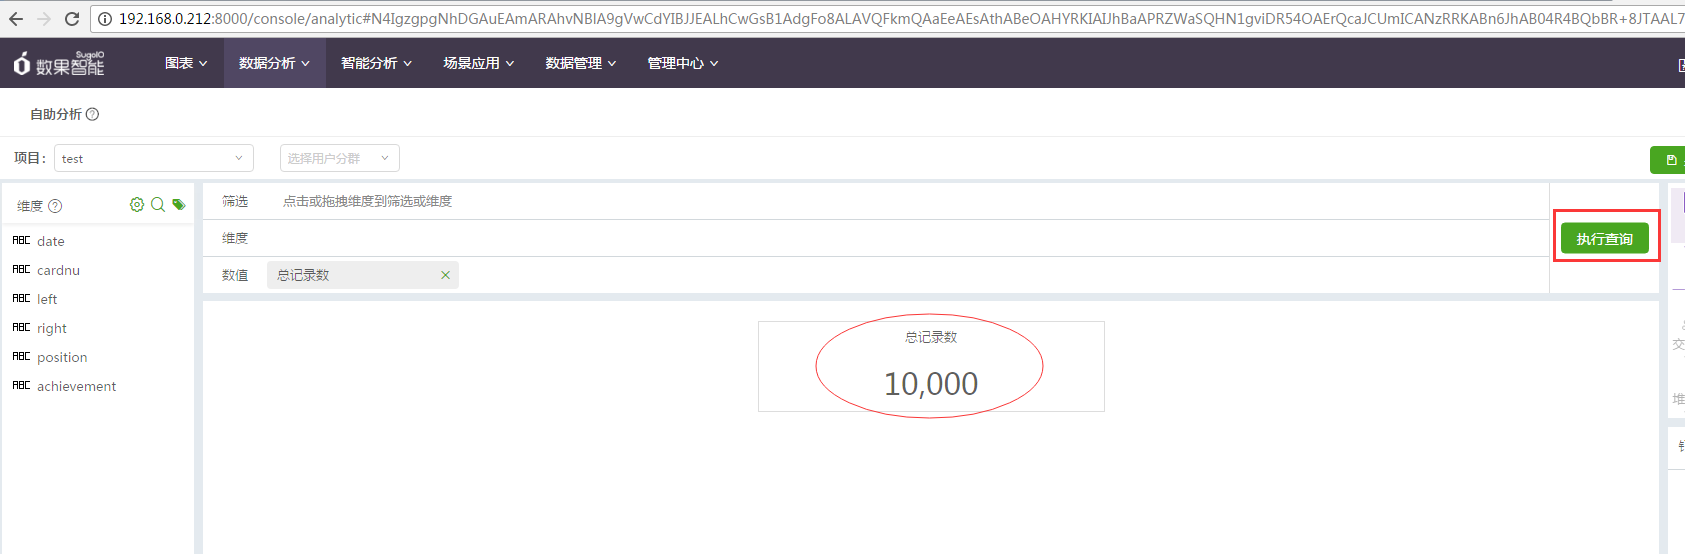 192.168.0.212:8000/console/analytic#N4IgzgpgNhDGAuEAmARAhvNBlA9gVwCdYIBJJEALhCwGsB1AdgFo8ALAVQFkmQAaEeAEsAthABeOAHYRKIAIJhBaAPRZWaSQHN1gviDR54OAErQcaJCUmICANzRRKABn6JhAB04R4BQbBR+8JTAAL7
SugoIO
数果智能
图表
数据分析
智能分析
场景应用
数据管理
管理中心
自助分析
项目：
test
选择用户分群
维度
筛选
点击或拖拽维度到筛选或维度
ABC date
维度
执行查询
ABC cardnu
数值
总记录数
ABC left
ABC right
ABC position
ABC achievement
总记录数
10,000
交
堆